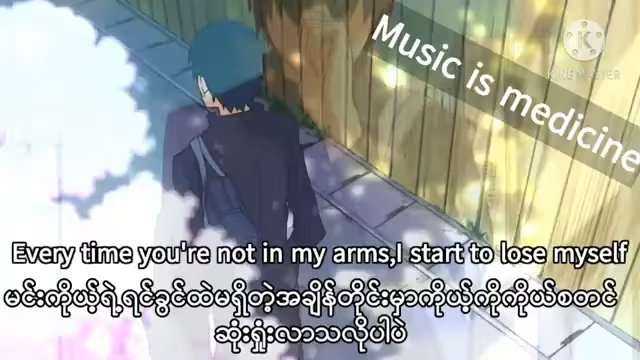 KINEMASTER
Music is medicine
Every time you're not in my arms,I start to lose myself
မင်းကိုယ့်ရဲ့ရင်ခွင်ထဲမရှိတဲ့အချိန်တိုင်းမှာကိုယ့်ကိုကိုယ်စတင်
ဆုံးရှုံးလာသလိုပါပဲ